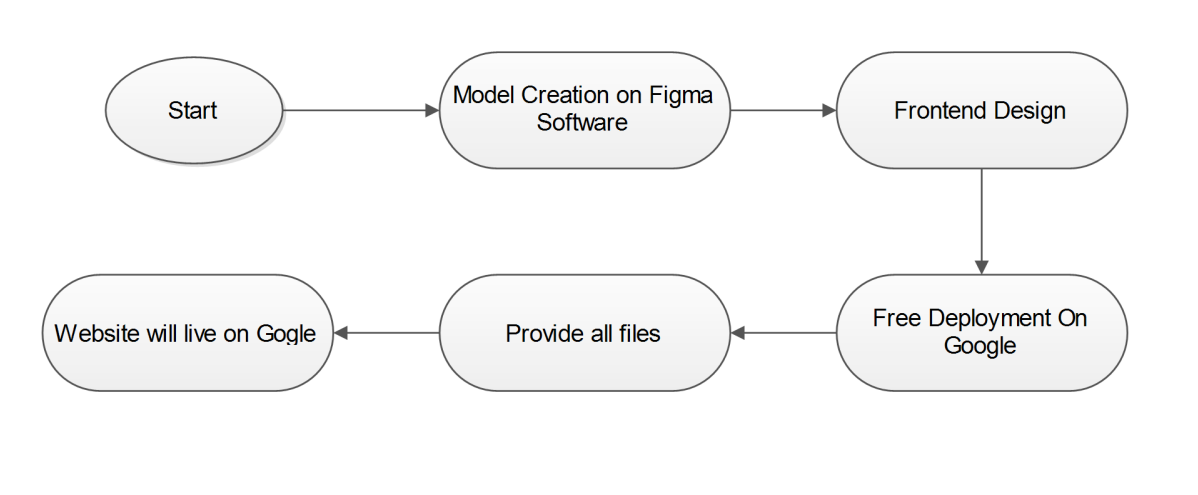 Start
Model Creation on Figma
Software
Frontend Design
Free Deployment On
Google
Provide all files
Website will live on Gogle